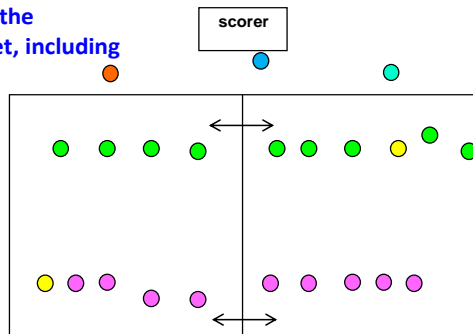 the
et, including
scorer